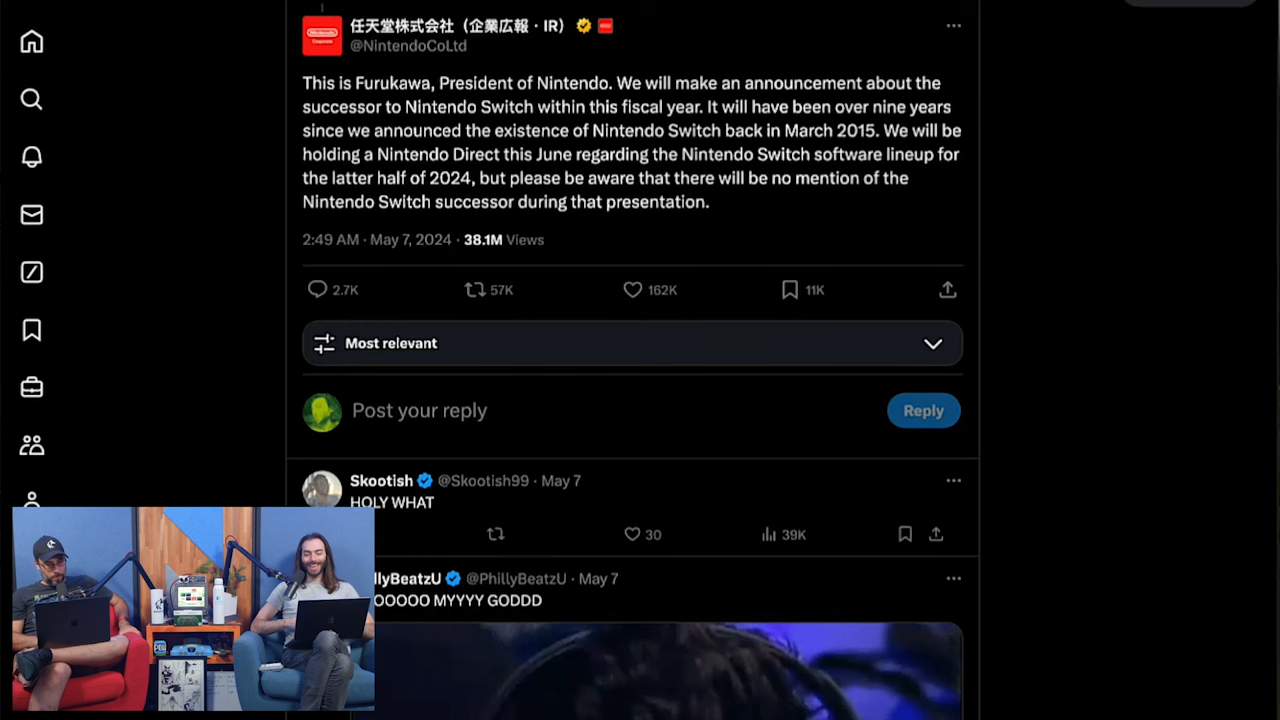 任天堂株式会社（企業広報・IR）
@NintendoCoLtd
This is Furukawa, President of Nintendo. We will make an announcement about the
successor to Nintendo Switch within this fiscal year. It will have been over nine years
since we announced the existence of Nintendo Switch back in March 2015. We will be
holding a Nintendo Direct this June regarding the Nintendo Switch software lineup for
the latter half of 2024, but please be aware that there will be no mention of the
Nintendo Switch successor during that presentation.
2:49 AM · May 7, 2024 · 38.1M Views
2.7K 57K 162K 11K
Most relevant
Post your reply
Reply
Skootish @Skootish99 · May 7
HOLY WHAT
30 39K
llyBeatzU @PhillyBeatzU · May 7
OOOOO MYYYY GODDD